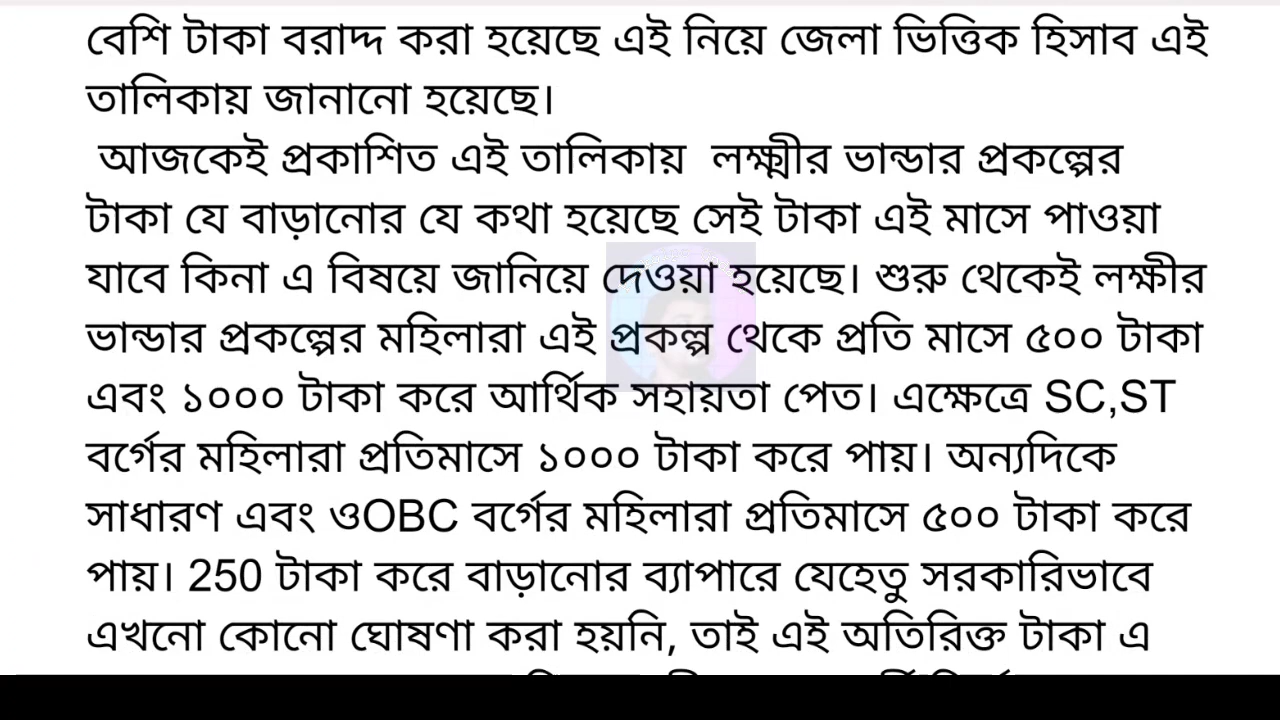 বেশি টাকা বরাদ্দ করা হয়েছে এই নিয়ে জেলা ভিত্তিক হিসাব এই
তালিকায় জানানো হয়েছে।
আজকেই প্রকাশিত এই তালিকায় লক্ষ্মীর ভান্ডার প্রকল্পের
টাকা যে বাড়ানোর যে কথা হয়েছে সেই টাকা এই মাসে পাওয়া
যাবে কিনা এ বিষয়ে জানিয়ে দেওয়া হয়েছে। শুরু থেকেই লক্ষীর
ভান্ডার প্রকল্পের মহিলারা এই প্রকল্প থেকে প্রতি মাসে ৫০০ টাকা
এবং ১০০০ টাকা করে আর্থিক সহায়তা পেত। এক্ষেত্রে SC,ST
বর্গের মহিলারা প্রতিমাসে ১০০০ টাকা করে পায়। অন্যদিকে
সাধারণ এবং ওOBC বর্গের মহিলারা প্রতিমাসে ৫০০ টাকা করে
পায়। 250 টাকা করে বাড়ানোর ব্যাপারে যেহেতু সরকারিভাবে
এখনো কোনো ঘোষণা করা হয়নি, তাই এই অতিরিক্ত টাকা এ